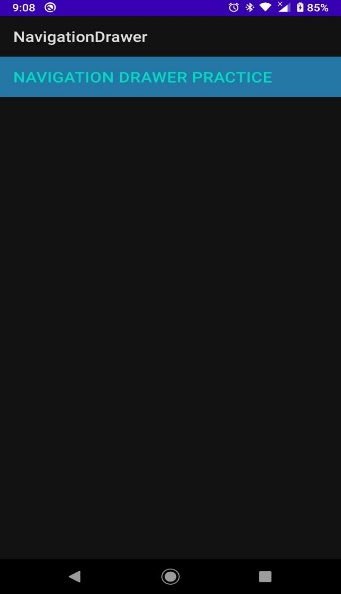 9:08 85%
NavigationDrawer
NAVIGATION DRAWER PRACTICE